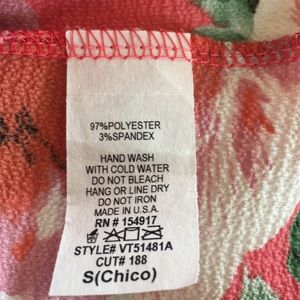 97%POLYESTER
3%SPANDEX
HAND WASH
WITH COLD WATER
DO NOT BLEACH
HANG OR LINE DRY
DO NOT IRON
MADE IN U.S.A.
RN # 154917
STYLE# VT51481A
CUT# 188
S(Chico)